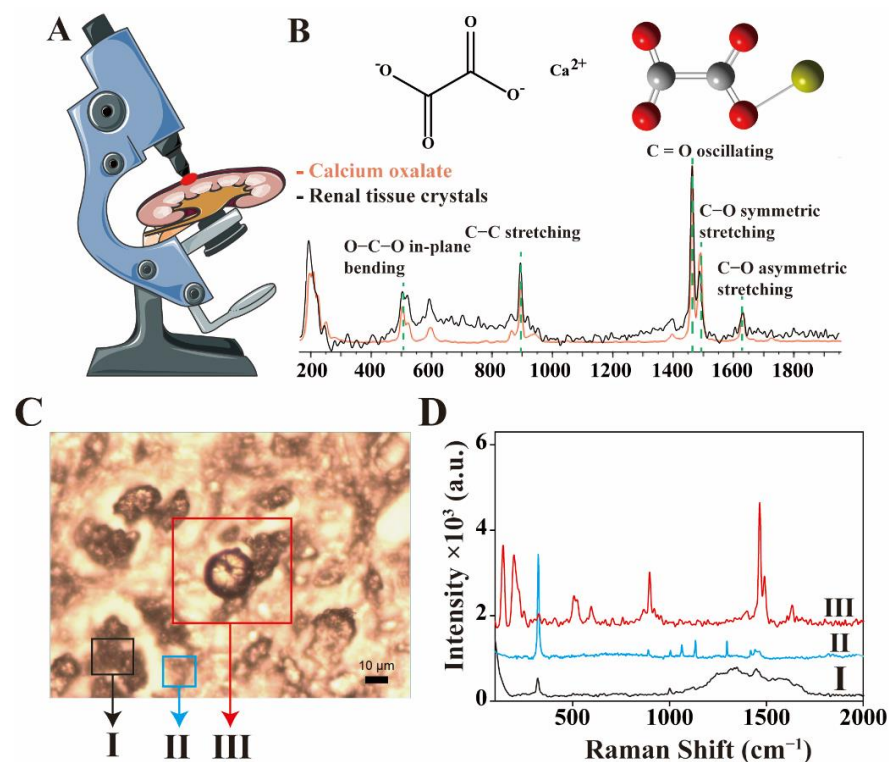 A
B
O
O⁻
⁻O
O
Ca²⁺
- Calcium oxalate
- Renal tissue crystals
C = O oscillating
C−O symmetric
stretching
C−C stretching
O−C−O in-plane
bending
C−O asymmetric
stretching
200 400 600 800 1000 1200 1400 1600 1800
C
10 μm
I II III
D
Intensity ×10³ (a.u.)
6
4
2
0
III
II
I
500 1000 1500 2000
Raman Shift (cm⁻¹)